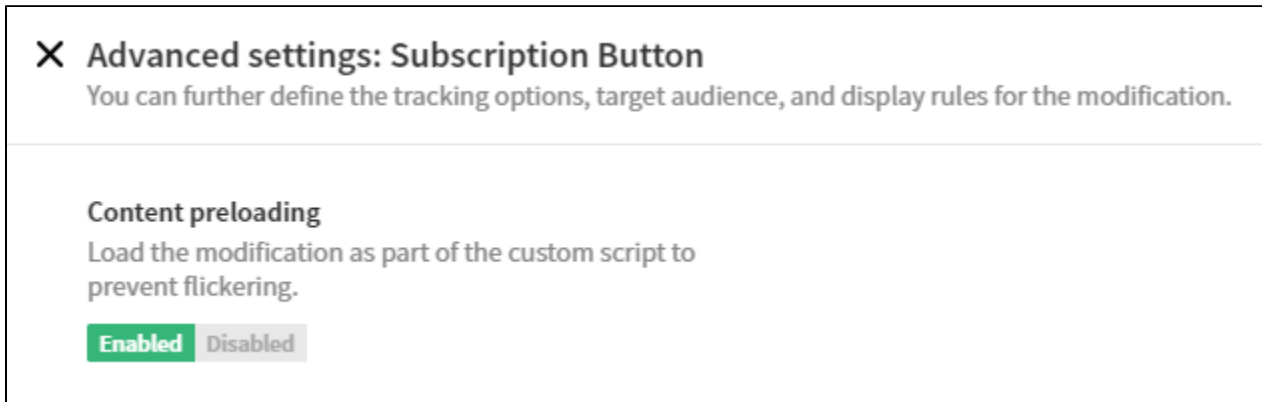 Advanced settings: Subscription Button
You can further define the tracking options, target audience, and display rules for the modification.
Content preloading
Load the modification as part of the custom script to
prevent flickering.
Enabled Disabled